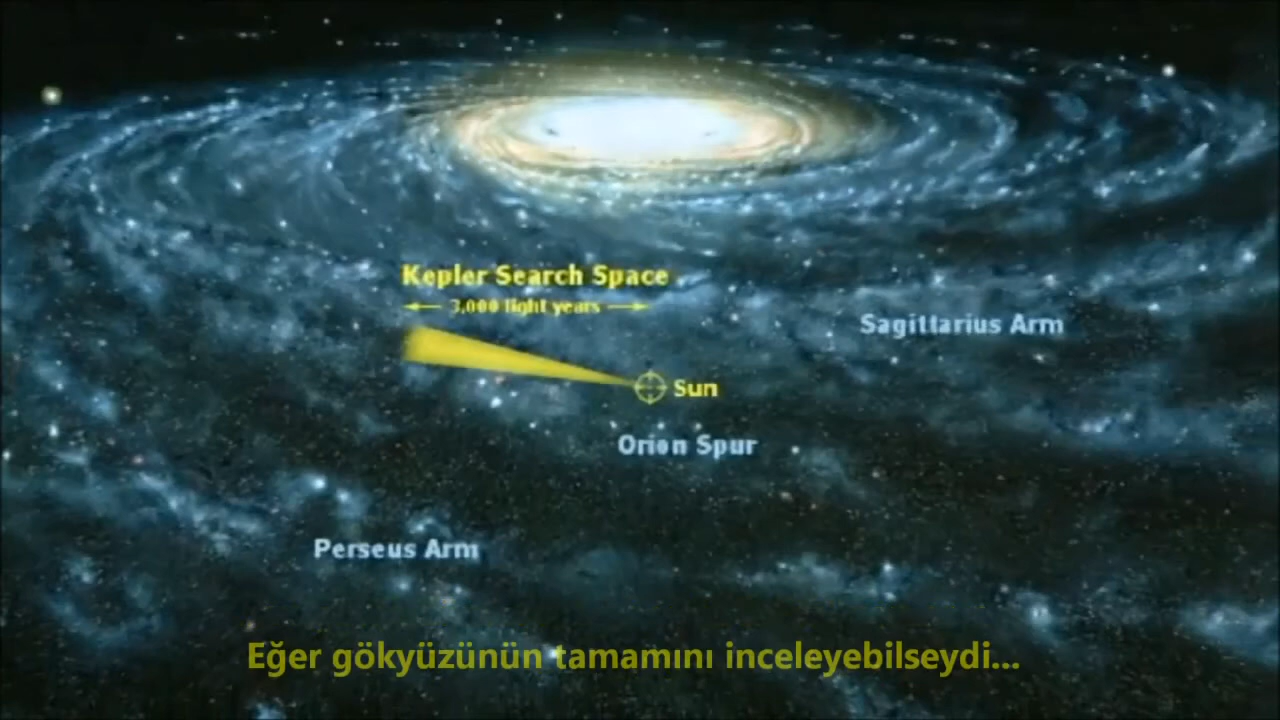 Kepler Search Space
3,000 light years
Sagittarius Arm
Sun
Orion Spur
Perseus Arm
Eğer gökyüzünün tamamını inceleyebilseydi...